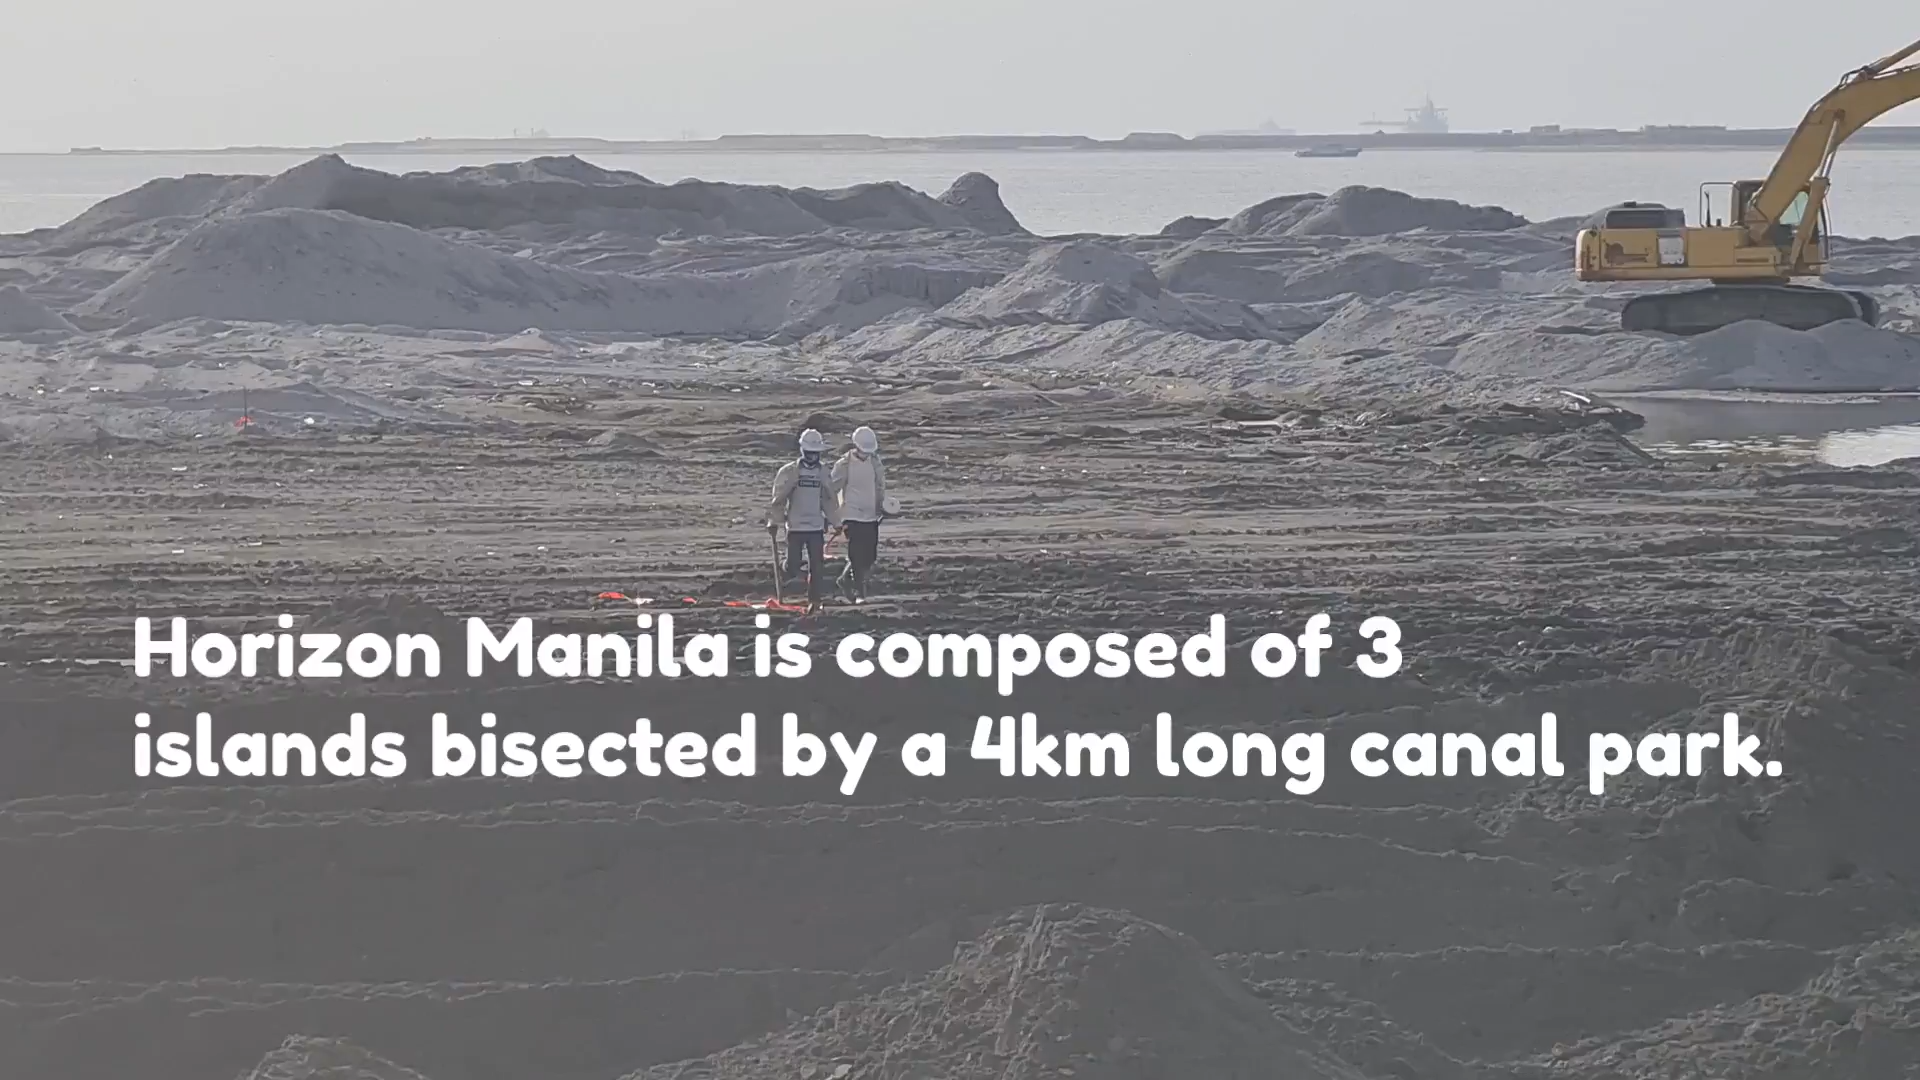 Horizon Manila is composed of 3
islands bisected by a 4km long canal park.